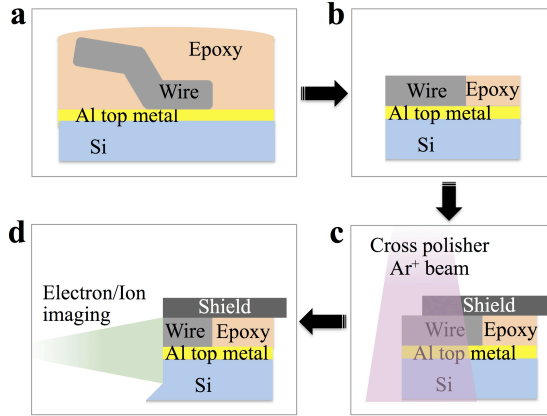 a
Epoxy
Wire
Al top metal
Si
b
Wire Epoxy
Al top metal
Si
d
Electron/Ion
imaging
Shield
Wire Epoxy
Al top metal
Si
c
Cross polisher
Ar⁺ beam
Shield
Wire Epoxy
Al top metal
Si